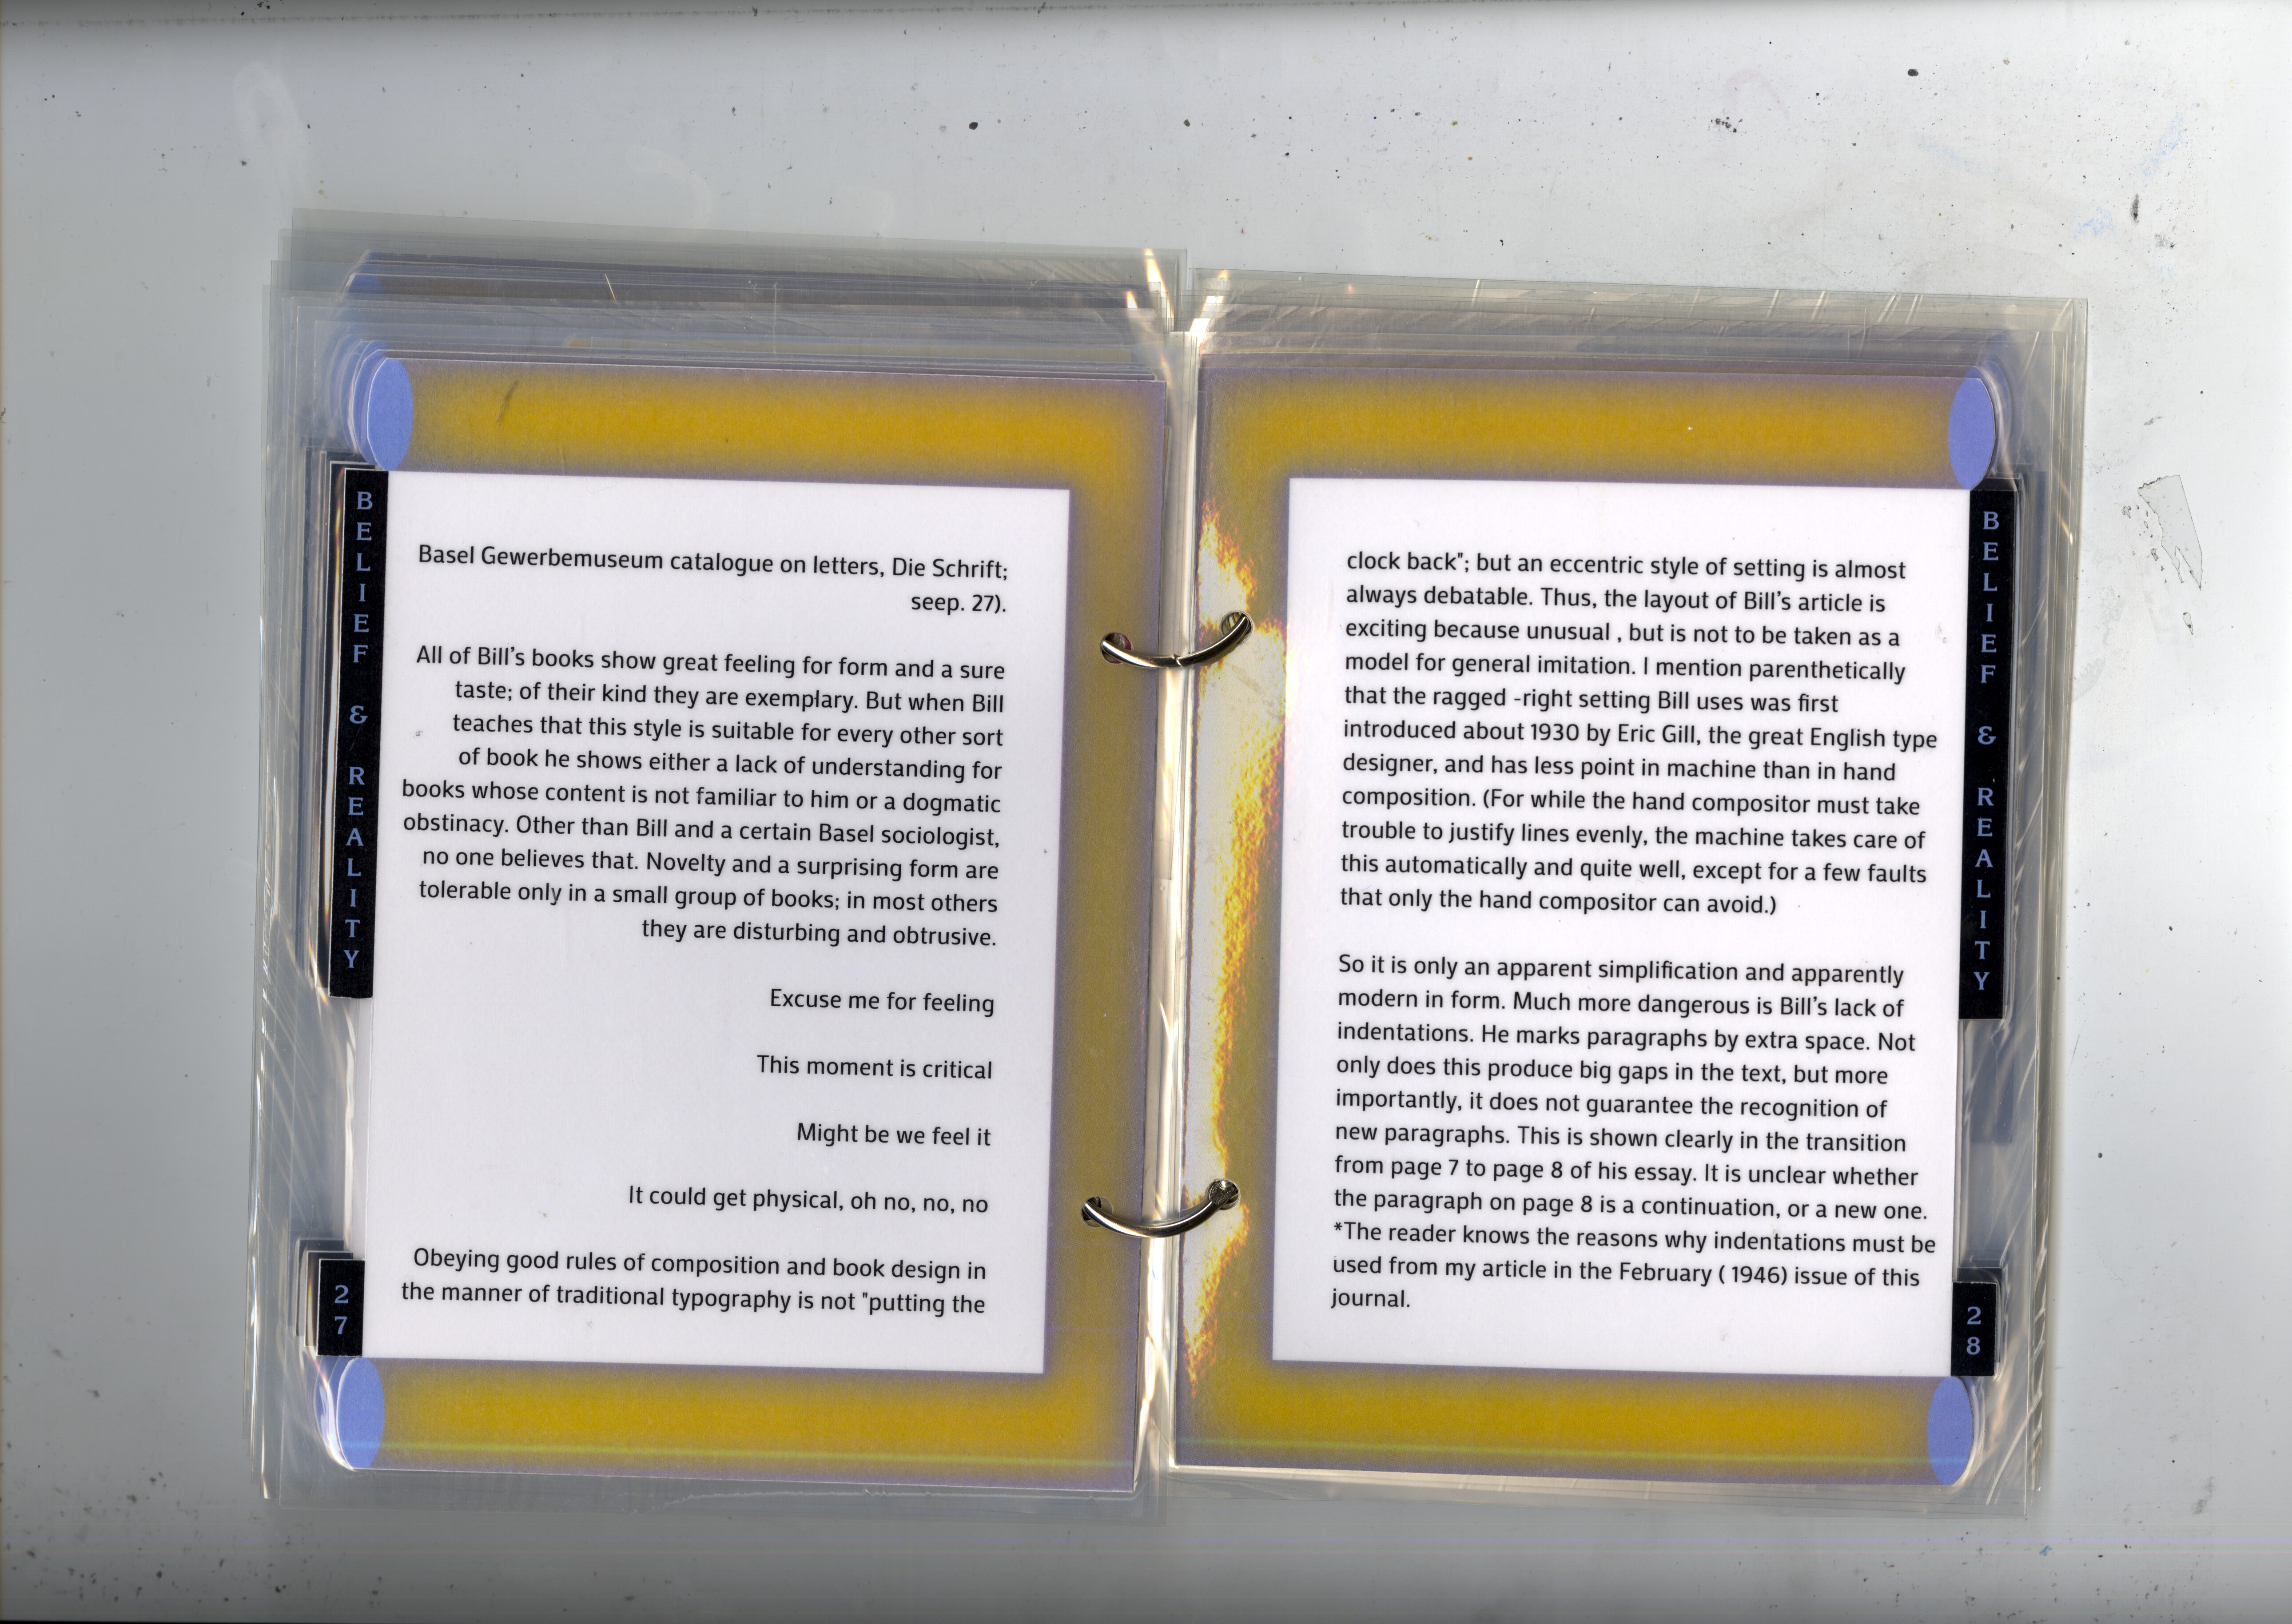 BELIEF & REALITY
Basel Gewerbemuseum catalogue on letters, Die Schrift;
seep. 27).
All of Bill's books show great feeling for form and a sure
taste; of their kind they are exemplary. But when Bill
teaches that this style is suitable for every other sort
of book he shows either a lack of understanding for
books whose content is not familiar to him or a dogmatic
obstinacy. Other than Bill and a certain Basel sociologist,
no one believes that. Novelty and a surprising form are
tolerable only in a small group of books; in most others
they are disturbing and obtrusive.
Excuse me for feeling
This moment is critical
Might be we feel it
It could get physical, oh no, no, no
Obeying good rules of composition and book design in
the manner of traditional typography is not "putting the
27
clock back"; but an eccentric style of setting is almost
always debatable. Thus, the layout of Bill's article is
exciting because unusual , but is not to be taken as a
model for general imitation. I mention parenthetically
that the ragged -right setting Bill uses was first
introduced about 1930 by Eric Gill, the great English type
designer, and has less point in machine than in hand
composition. (For while the hand compositor must take
trouble to justify lines evenly, the machine takes care of
this automatically and quite well, except for a few faults
that only the hand compositor can avoid.)
So it is only an apparent simplification and apparently
modern in form. Much more dangerous is Bill's lack of
indentations. He marks paragraphs by extra space. Not
only does this produce big gaps in the text, but more
importantly, it does not guarantee the recognition of
new paragraphs. This is shown clearly in the transition
from page 7 to page 8 of his essay. It is unclear whether
the paragraph on page 8 is a continuation, or a new one.
*The reader knows the reasons why indentations must be
used from my article in the February ( 1946) issue of this
journal.
BELIEF & REALITY
28